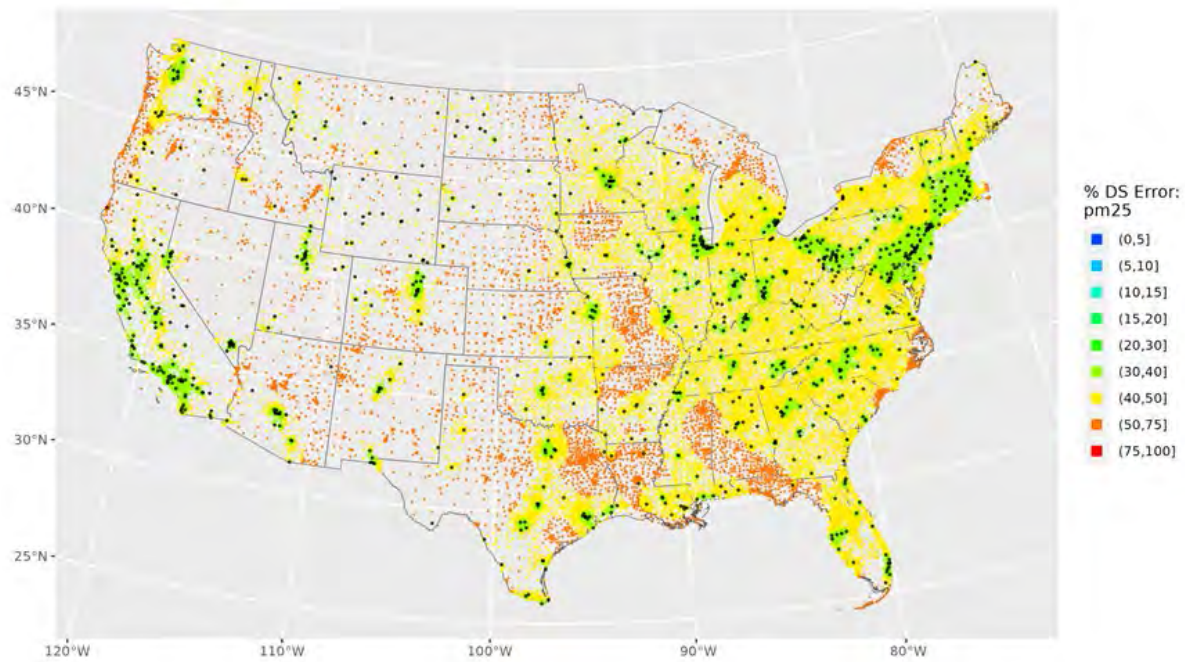 45°N
40°N
35°N
30°N
25°N
120°W
110°W
100°W
90°W
80°W
% DS Error:
pm25
(0,5]
(5,10]
(10,15]
(15,20]
(20,30]
(30,40]
(40,50]
(50,75]
(75,100]